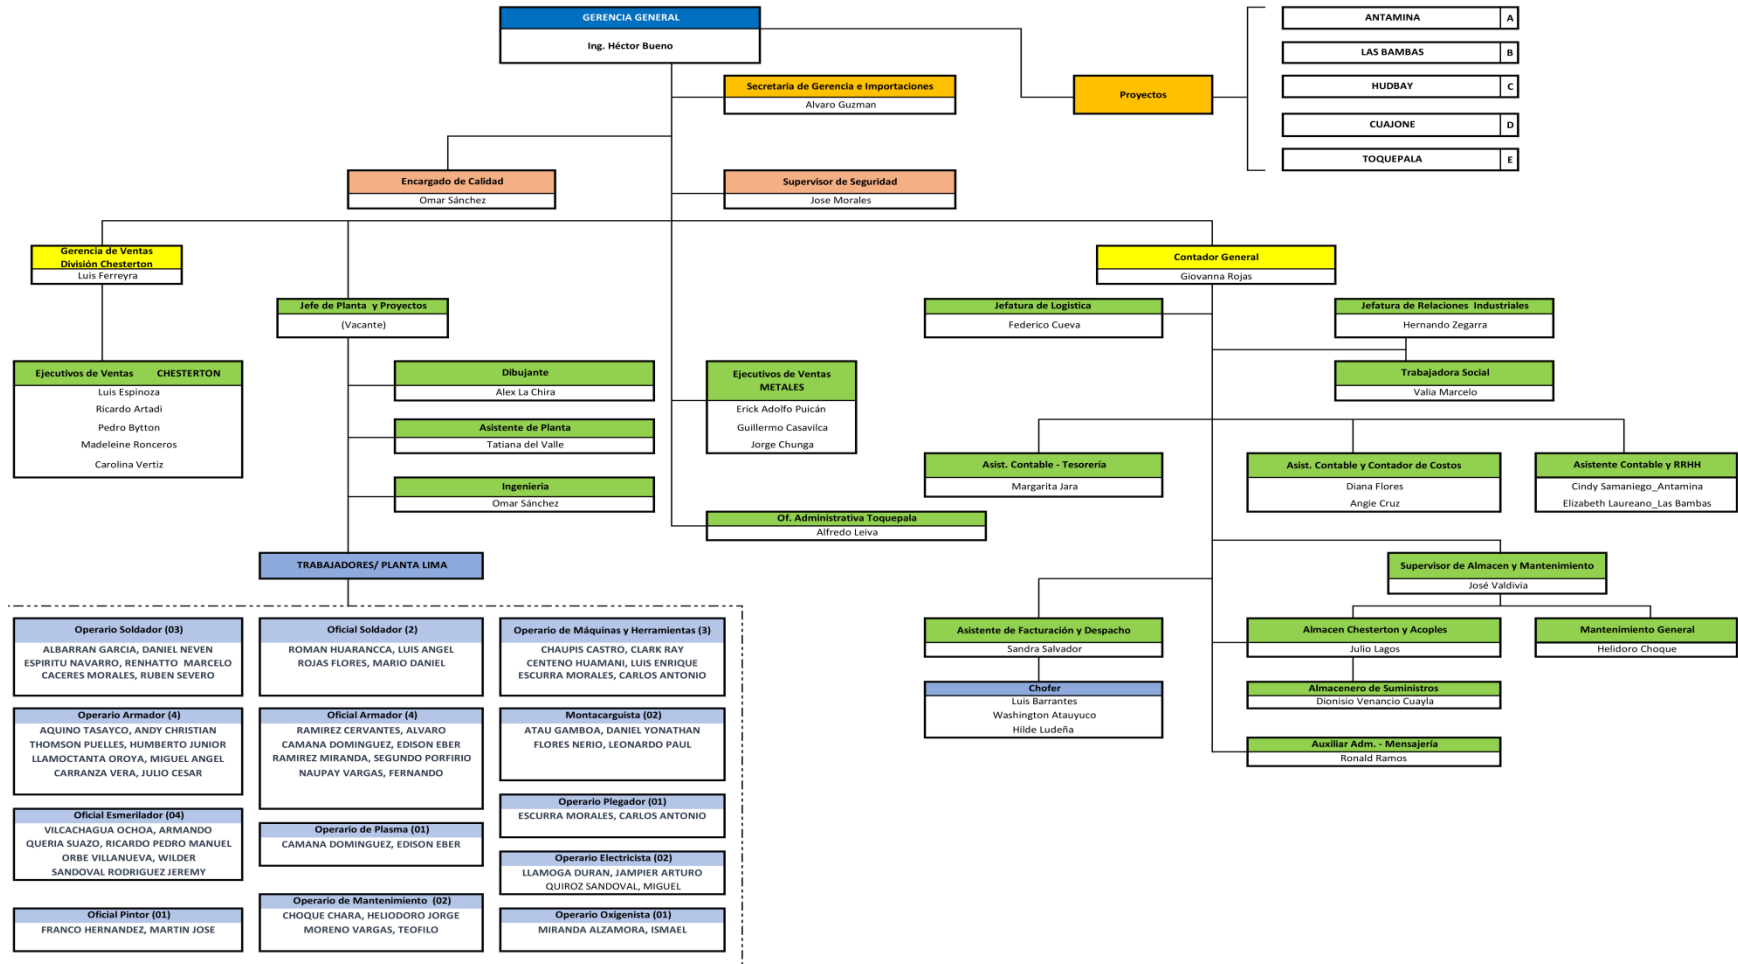 GERENCIA GENERAL
Ing. Héctor Bueno
ANTAMINA A
LAS BAMBAS B
HUDBAY C
CUAJONE D
TOQUEPALA E
Proyectos
Secretaria de Gerencia e Importaciones
Alvaro Guzman
Encargado de Calidad
Omar Sánchez
Supervisor de Seguridad
Jose Morales
Gerencia de Ventas
División Chesterton
Luis Ferreyra
Contador General
Giovanna Rojas
Jefe de Planta y Proyectos
(Vacante)
Jefatura de Logistica
Federico Cueva
Jefatura de Relaciones Industriales
Hernando Zegarra
Ejecutivos de Ventas CHESTERTON
Luis Espinoza
Ricardo Artadi
Pedro Bytton
Madeleine Ronceros
Carolina Vertiz
Dibujante
Alex La Chira
Asistente de Planta
Tatiana del Valle
Ingenieria
Omar Sánchez
Ejecutivos de Ventas
METALES
Erick Adolfo Puicán
Guillermo Casavilca
Jorge Chunga
Of. Administrativa Toquepala
Alfredo Leiva
Trabajadora Social
Valia Marcelo
Asist. Contable - Tesorería
Margarita Jara
Asist. Contable y Contador de Costos
Diana Flores
Angie Cruz
Asistente Contable y RRHH
Cindy Samaniego_Antamina
Elizabeth Laureano_Las Bambas
TRABAJADORES/ PLANTA LIMA
Supervisor de Almacen y Mantenimiento
José Valdivia
Operario Soldador (03)
ALBARRAN GARCIA, DANIEL NEVEN
ESPIRITU NAVARRO, RENHATTO MARCELO
CACERES MORALES, RUBEN SEVERO
Oficial Soldador (2)
ROMAN HUARANCCA, LUIS ANGEL
ROJAS FLORES, MARIO DANIEL
Operario de Máquinas y Herramientas (3)
CHAUPIS CASTRO, CLARK RAY
CENTENO HUAMANI, LUIS ENRIQUE
ESCURRA MORALES, CARLOS ANTONIO
Operario Armador (4)
AQUINO TASAYCO, ANDY CHRISTIAN
THOMSON PUELLES, HUMBERTO JUNIOR
LLAMOCTANTA OROYA, MIGUEL ANGEL
CARRANZA VERA, JULIO CESAR
Oficial Armador (4)
RAMIREZ CERVANTES, ALVARO
CAMANA DOMINGUEZ, EDISON EBER
RAMIREZ MIRANDA, SEGUNDO PORFIRIO
NAUPAY VARGAS, FERNANDO
Montacarguista (02)
ATAU GAMBOA, DANIEL YONATHAN
FLORES NERIO, LEONARDO PAUL
Operario Plegador (01)
ESCURRA MORALES, CARLOS ANTONIO
Oficial Esmerilador (04)
VILCACHAGUA OCHOA, ARMANDO
QUERIA SUAZO, RICARDO PEDRO MANUEL
ORBE VILLANUEVA, WILDER
SANDOVAL RODRIGUEZ JEREMY
Operario de Plasma (01)
CAMANA DOMINGUEZ, EDISON EBER
Operario Electricista (02)
LLAMOGA DURAN, JAMPIER ARTURO
QUIROZ SANDOVAL, MIGUEL
Oficial Pintor (01)
FRANCO HERNANDEZ, MARTIN JOSE
Operario de Mantenimiento (02)
CHOQUE CHARA, HELIODORO JORGE
MORENO VARGAS, TEOFILO
Operario Oxigenista (01)
MIRANDA ALZAMORA, ISMAEL
Asistente de Facturación y Despacho
Sandra Salvador
Chofer
Luis Barrantes
Washington Atauyuco
Hilde Ludeña
Almacen Chesterton y Acoples
Julio Lagos
Mantenimiento General
Helidoro Choque
Almacenero de Suministros
Dionisio Venancio Cuayla
Auxiliar Adm. - Mensajería
Ronald Ramos